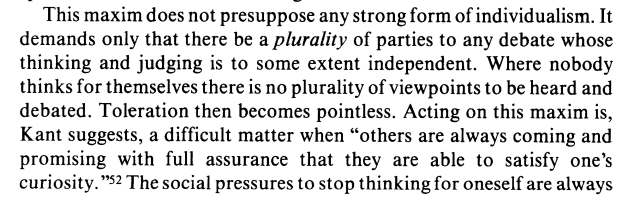 This maxim does not presuppose any strong form of individualism. It
demands only that there be a plurality of parties to any debate whose
thinking and judging is to some extent independent. Where nobody
thinks for themselves there is no plurality of viewpoints to be heard and
debated. Toleration then becomes pointless. Acting on this maxim is,
Kant suggests, a difficult matter when “others are always coming and
promising with full assurance that they are able to satisfy one’s
curiosity.”52 The social pressures to stop thinking for oneself are always